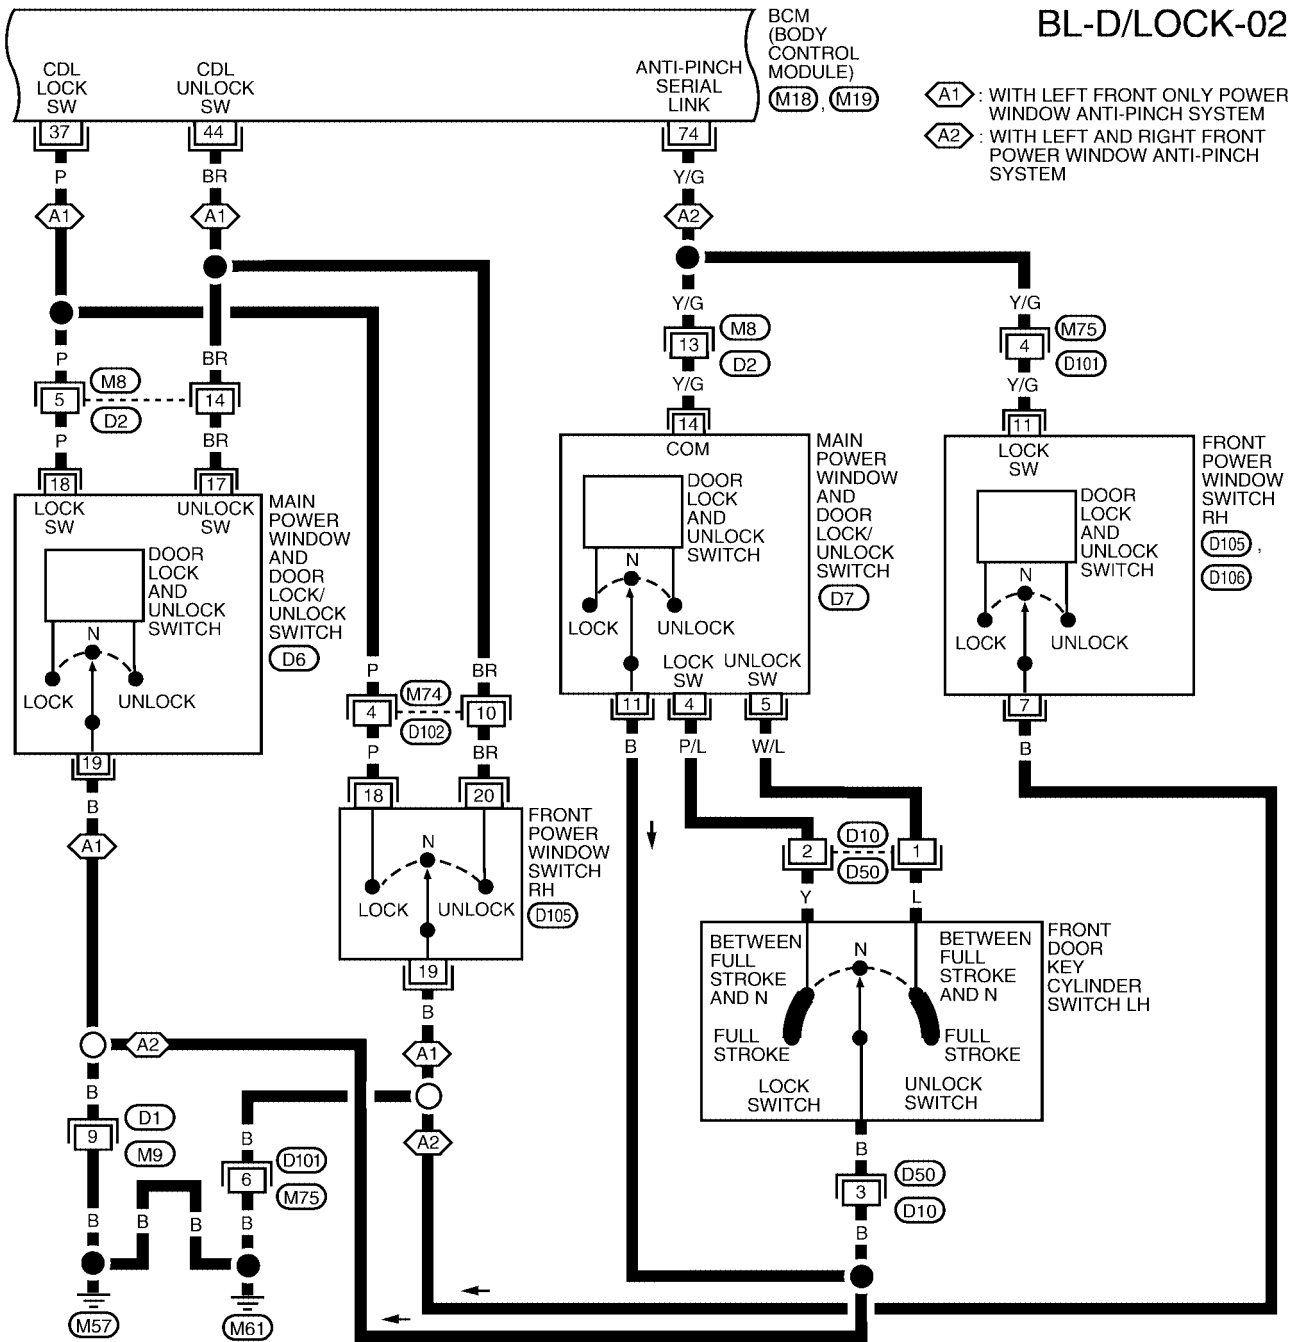 BL-D/LOCK-02
BCM
(BODY
CONTROL
MODULE)
M18 , M19
CDL
LOCK
SW
CDL
UNLOCK
SW
ANTI-PINCH
SERIAL
LINK
A1 : WITH LEFT FRONT ONLY POWER
WINDOW ANTI-PINCH SYSTEM
A2 : WITH LEFT AND RIGHT FRONT
POWER WINDOW ANTI-PINCH
SYSTEM
37 44 74
P BR Y/G
A1 A1 A2
Y/G Y/G
M8 M75
13 4
D2 D101
Y/G Y/G
P BR
M8
5 14
D2
P BR
14 11
18 17
COM
LOCK
SW
LOCK
SW
UNLOCK
SW
MAIN
POWER
WINDOW
AND
DOOR
LOCK/
UNLOCK
SWITCH
D6
DOOR
LOCK
AND
UNLOCK
SWITCH
N
LOCK UNLOCK
19
B
A1
DOOR
LOCK
AND
UNLOCK
SWITCH
N
LOCK UNLOCK
LOCK
SW
UNLOCK
SW
MAIN
POWER
WINDOW
AND
DOOR
LOCK/
UNLOCK
SWITCH
D7
DOOR
LOCK
AND
UNLOCK
SWITCH
N
LOCK UNLOCK
FRONT
POWER
WINDOW
SWITCH
RH
D105 ,
D106
P BR
M74
4 10
D102
P BR
18 20
11 4 5 7
B P/L W/L B
FRONT
POWER
WINDOW
SWITCH
RH
D105
N
LOCK UNLOCK
19
B
A1
D10
2 1
D50
Y L
BETWEEN
FULL
STROKE
AND N
N
BETWEEN
FULL
STROKE
AND N
FULL
STROKE
FULL
STROKE
LOCK
SWITCH
UNLOCK
SWITCH
FRONT
DOOR
KEY
CYLINDER
SWITCH LH
A2
B
D1
9
M9
B
A2
B
D101
6
M75
B
B
B
B
D50
3
D10
B
M57 M61